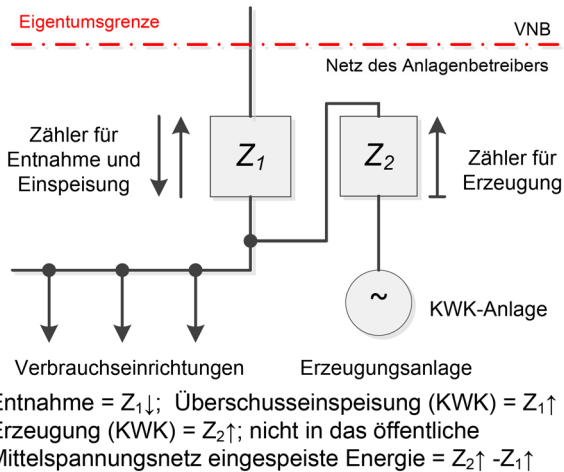 Eigentumsgrenze
VNB
Netz des Anlagenbetreibers
Zähler für
Entnahme und
Einspeisung
Z1
Z2
Zähler für
Erzeugung
~
KWK-Anlage
Verbrauchseinrichtungen
Erzeugungsanlage
Entnahme = Z1↓; Überschusseinspeisung (KWK) = Z1↑
Erzeugung (KWK) = Z2↑; nicht in das öffentliche
Mittelspannungsnetz eingespeiste Energie = Z2↑ -Z1↑